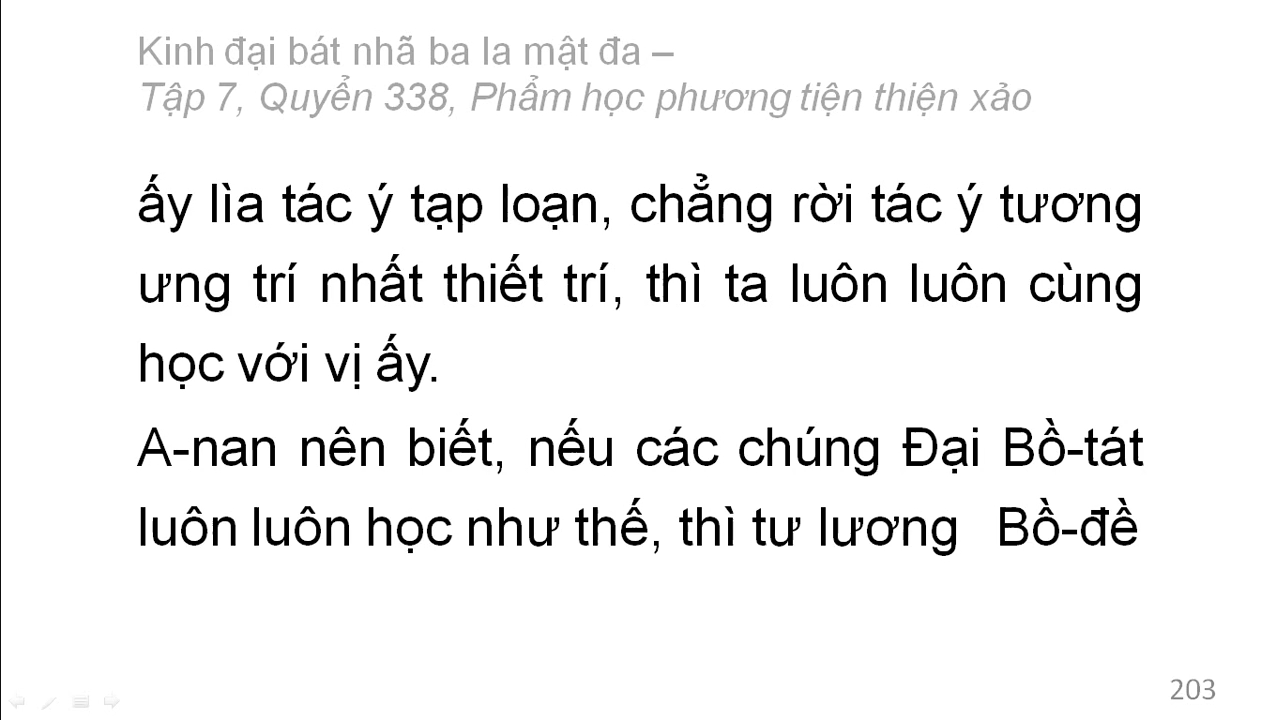 Kinh đại bát nhã ba la mật đa –
Tập 7, Quyển 338, Phẩm học phương tiện thiện xảo
ấy lìa tác ý tạp loạn, chẳng rời tác ý tương
ưng trí nhất thiết trí, thì ta luôn luôn cùng
học với vị ấy.
A-nan nên biết, nếu các chúng Đại Bồ-tát
luôn luôn học như thế, thì tư lương Bồ-đề
203